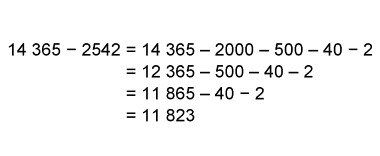 14 365 − 2542 = 14 365 – 2000 – 500 – 40 – 2
= 12 365 – 500 – 40 – 2
= 11 865 – 40 – 2
= 11 823